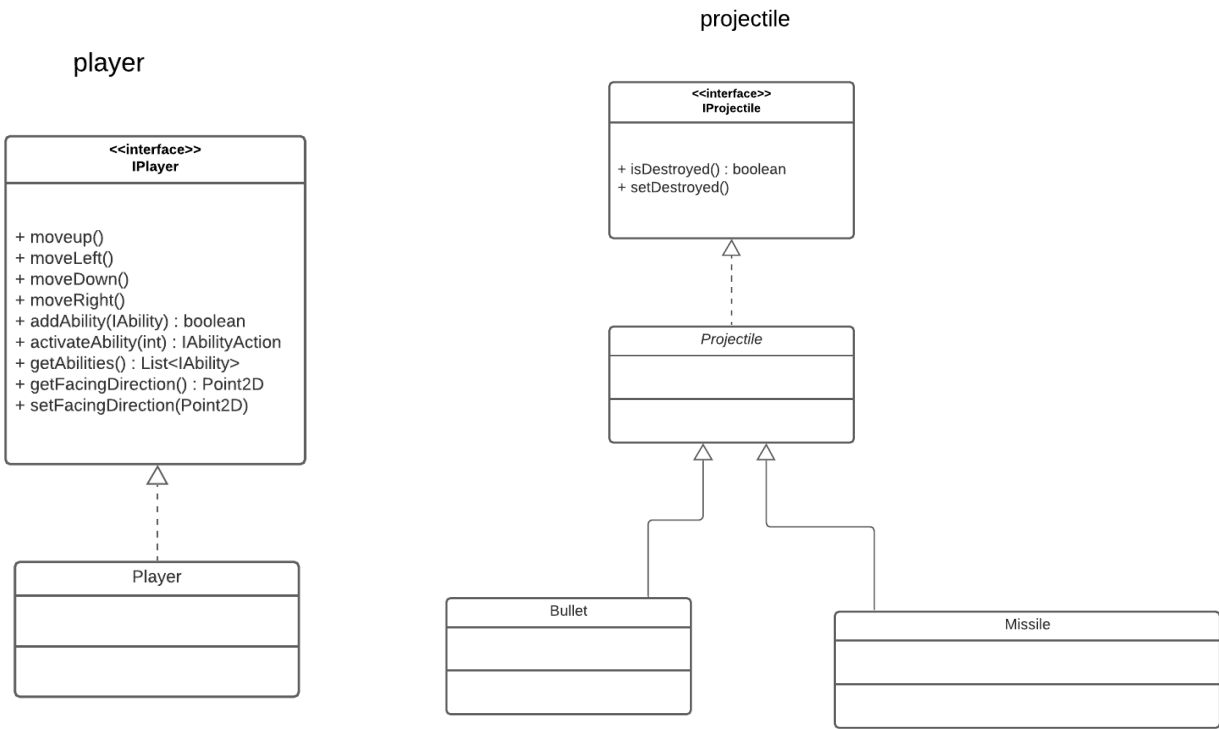 player
<<interface>>
IPlayer
+ moveup()
+ moveLeft()
+ moveDown()
+ moveRight()
+ addAbility(IAbility) : boolean
+ activateAbility(int) : IAbilityAction
+ getAbilities() : List<IAbility>
+ getFacingDirection() : Point2D
+ setFacingDirection(Point2D)
Player
projectile
<<interface>>
IProjectile
+ isDestroyed() : boolean
+ setDestroyed()
Projectile
Bullet
Missile